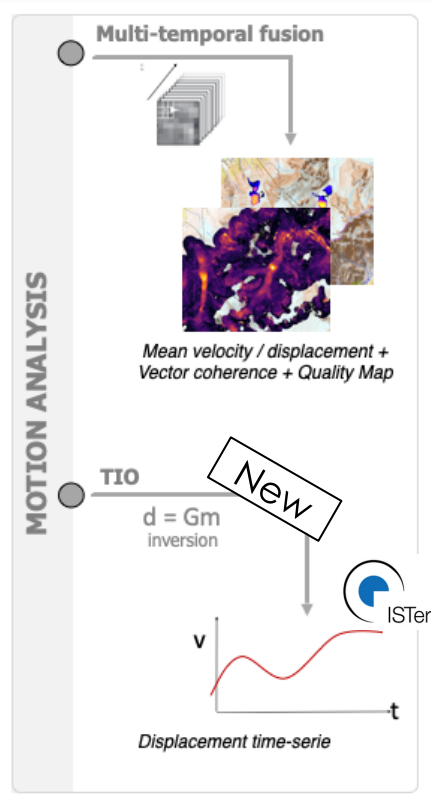 Multi-temporal fusion
Mean velocity / displacement +
Vector coherence + Quality Map
MOTION ANALYSIS
TIO
New
d = Gm
inversion
ISTer
v
t
Displacement time-serie